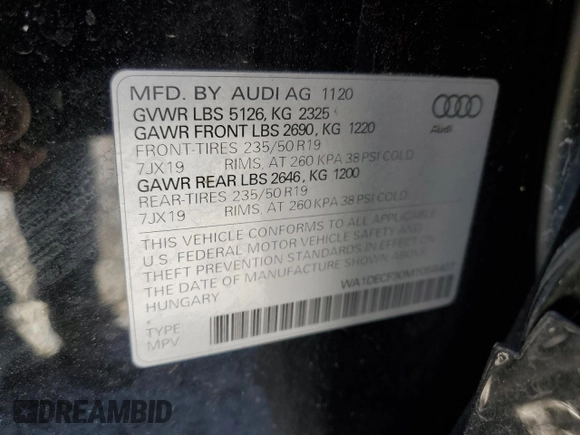 MFD. BY AUDI AG 1120
GVWR LBS 5126, KG 2325
GAWR FRONT LBS 2690, KG 1220
FRONT-TIRES 235/50 R19
7JX19 RIMS, AT 260 KPA 38 PSI COLD
GAWR REAR LBS 2646, KG 1200
REAR-TIRES 235/50 R19
7JX19 RIMS, AT 260 KPA 38 PSI COLD
Audi
THIS VEHICLE CONFORMS TO ALL APPLICABLE
U.S. FEDERAL MOTOR VEHICLE SAFETY AND
THEFT PREVENTION STANDARDS IN EFFECT ON
THE DATE OF MANUFACTURE SHOWN ABOVE.
HUNGARY
TYPE
MPV
DREAMBID